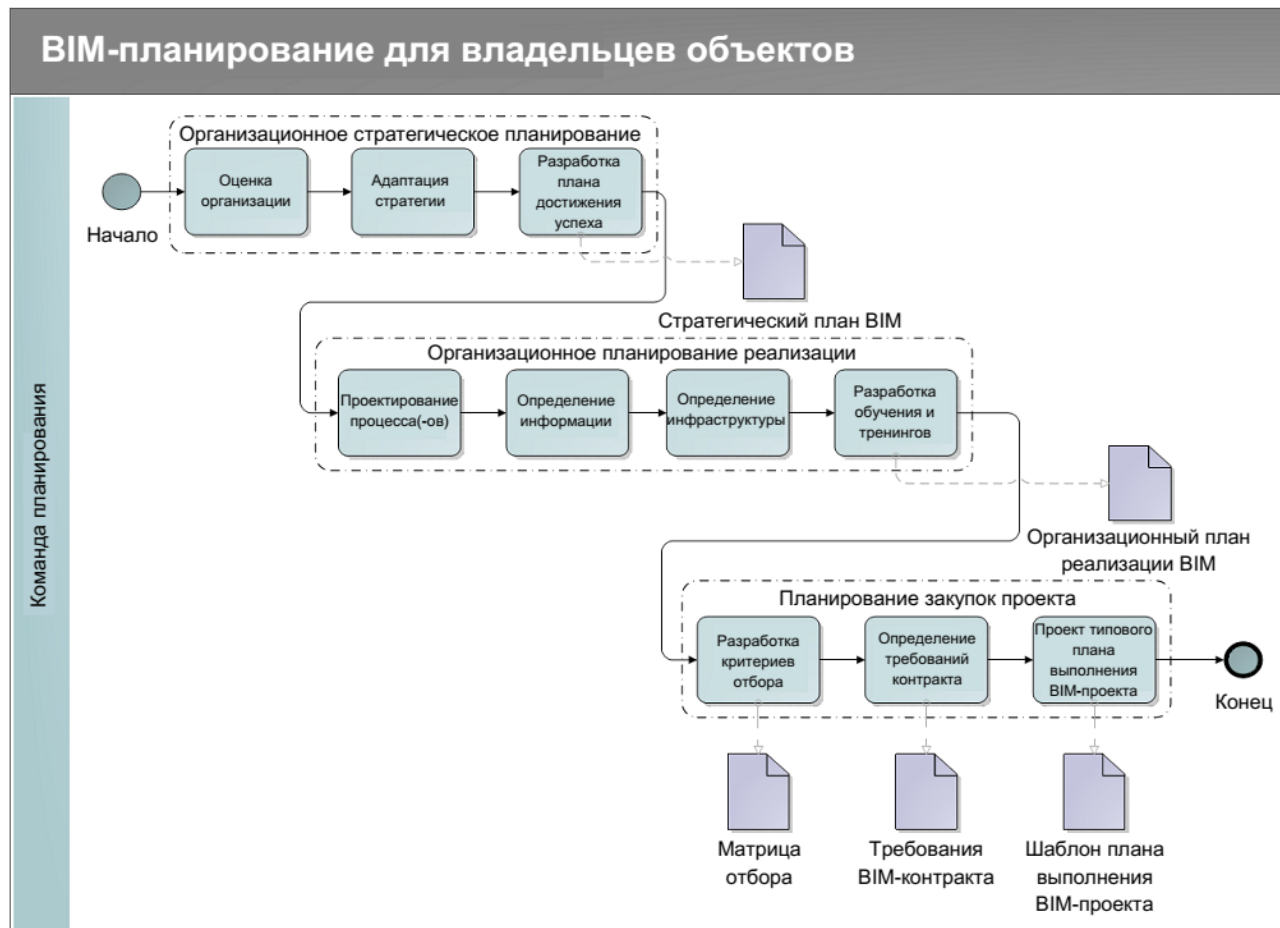 BIM-планирование для владельцев объектов
Команда планирования
Организационное стратегическое планирование
Начало
Оценка
организации
Адаптация
стратегии
Разработка
плана
достижения
успеха
Стратегический план BIM
Организационное планирование реализации
Проектирование
процесса(-ов)
Определение
информации
Определение
инфраструктуры
Разработка
обучения и
тренингов
Организационный план
реализации BIM
Планирование закупок проекта
Разработка
критериев
отбора
Определение
требований
контракта
Проект типового
плана
выполнения
BIM-проекта
Конец
Матрица
отбора
Требования
BIM-контракта
Шаблон плана
выполнения
BIM-проекта